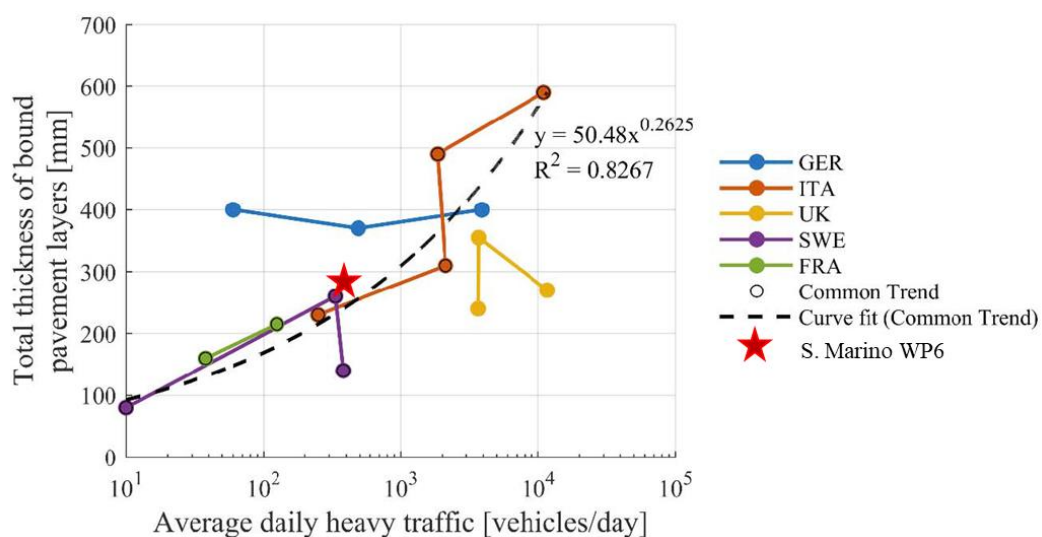 700
600
500
400
300
200
100
0
Total thickness of bound
pavement layers [mm]
y = 50.48x^0.2625
R^2 = 0.8267
10^1
10^2
10^3
10^4
10^5
Average daily heavy traffic [vehicles/day]
GER
ITA
UK
SWE
FRA
Common Trend
Curve fit (Common Trend)
S. Marino WP6